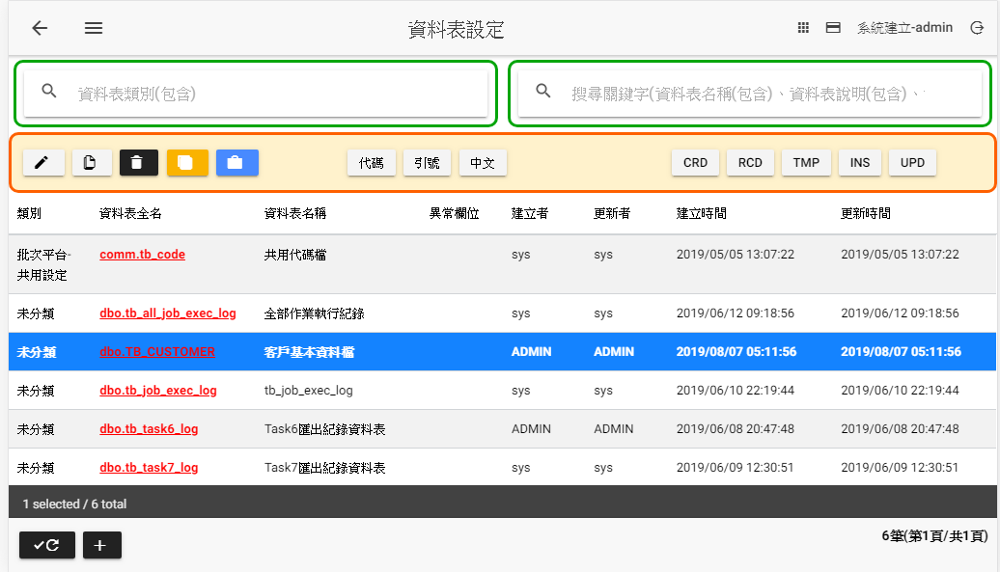 資料表設定
系統建立-admin
資料表類別(包含)
搜尋關鍵字(資料表名稱(包含)、資料表說明(包含)、
代碼 引號 中文 CRD RCD TMP INS UPD
類別 資料表全名 資料表名稱 異常欄位 建立者 更新者 建立時間 更新時間
批次平台- comm.tb_code 共用代碼檔 sys sys 2019/05/05 13:07:22 2019/05/05 13:07:22
共用設定
未分類 dbo.tb_all_job_exec_log 全部作業執行紀錄 sys sys 2019/06/12 09:18:56 2019/06/12 09:18:56
未分類 dbo.TB_CUSTOMER 客戶基本資料檔 ADMIN ADMIN 2019/08/07 05:11:56 2019/08/07 05:11:56
未分類 dbo.tb_job_exec_log tb_job_exec_log sys sys 2019/06/10 22:19:44 2019/06/10 22:19:44
未分類 dbo.tb_task6_log Task6匯出紀錄資料表 ADMIN ADMIN 2019/06/08 20:47:48 2019/06/08 20:47:48
未分類 dbo.tb_task7_log Task7匯出紀錄資料表 sys sys 2019/06/09 12:30:51 2019/06/09 12:30:51
1 selected / 6 total
6筆(第1頁/共1頁)